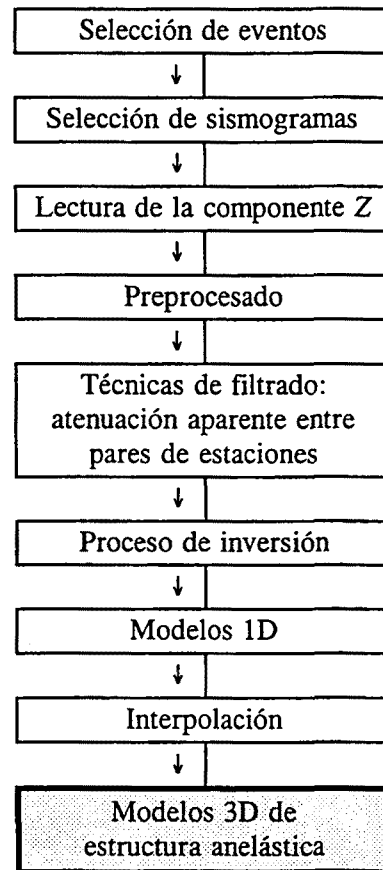 Selección de eventos
↓
Selección de sismogramas
↓
Lectura de la componente Z
↓
Preprocesado
↓
Técnicas de filtrado:
atenuación aparente entre
pares de estaciones
↓
Proceso de inversión
↓
Modelos 1D
↓
Interpolación
↓
Modelos 3D de
estructura anelástica